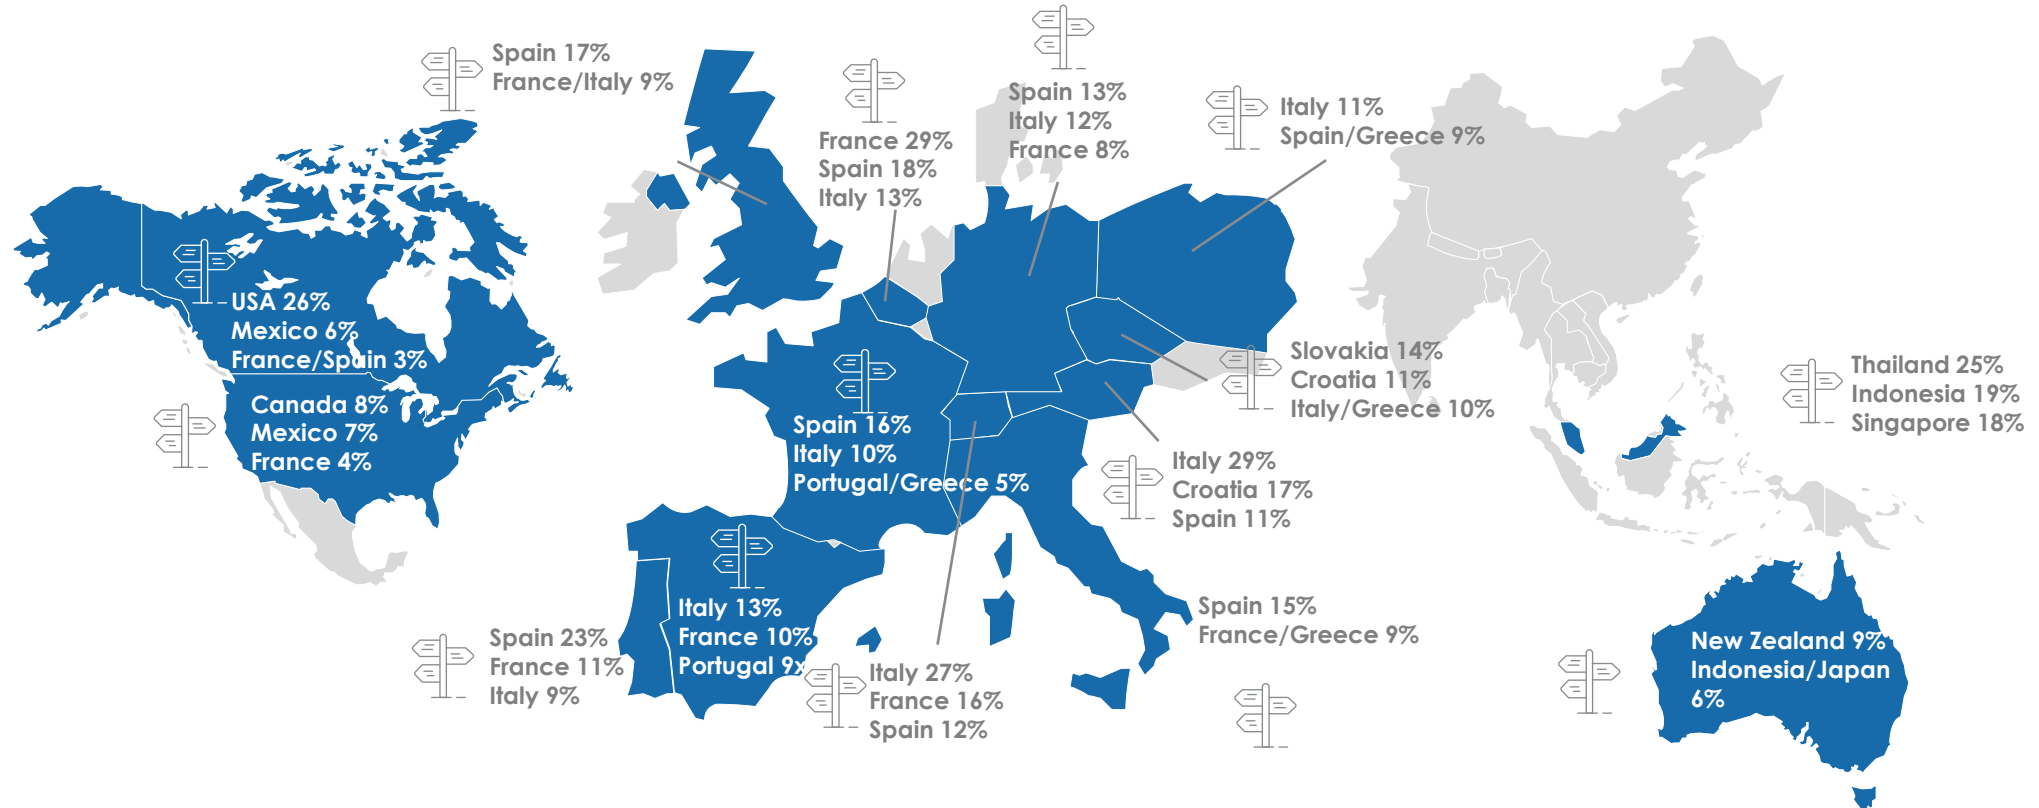 Spain 17%
France/Italy 9%
France 29%
Spain 18%
Italy 13%
Spain 13%
Italy 12%
France 8%
Italy 11%
Spain/Greece 9%
USA 26%
Mexico 6%
France/Spain 3%
Canada 8%
Mexico 7%
France 4%
Spain 16%
Italy 10%
Portugal/Greece 5%
Slovakia 14%
Croatia 11%
Italy/Greece 10%
Thailand 25%
Indonesia 19%
Singapore 18%
Italy 29%
Croatia 17%
Spain 11%
Italy 13%
France 10%
Portugal 9x
Spain 23%
France 11%
Italy 9%
Italy 27%
France 16%
Spain 12%
Spain 15%
France/Greece 9%
New Zealand 9%
Indonesia/Japan
6%